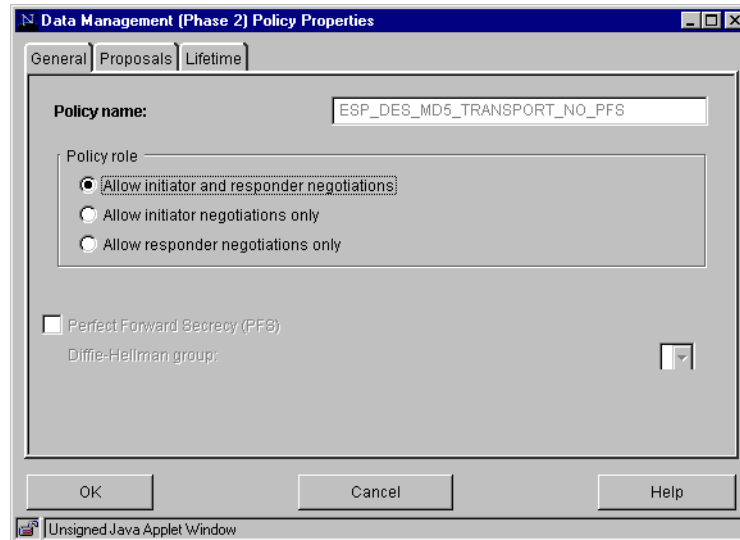 Data Management (Phase 2) Policy Properties
General Proposals Lifetime
Policy name: ESP_DES_MD5_TRANSPORT_NO_PFS
Policy role
Allow initiator and responder negotiations
Allow initiator negotiations only
Allow responder negotiations only
Perfect Forward Secrecy (PFS)
Diffie-Hellman group:
OK Cancel Help
Unsigned Java Applet Window